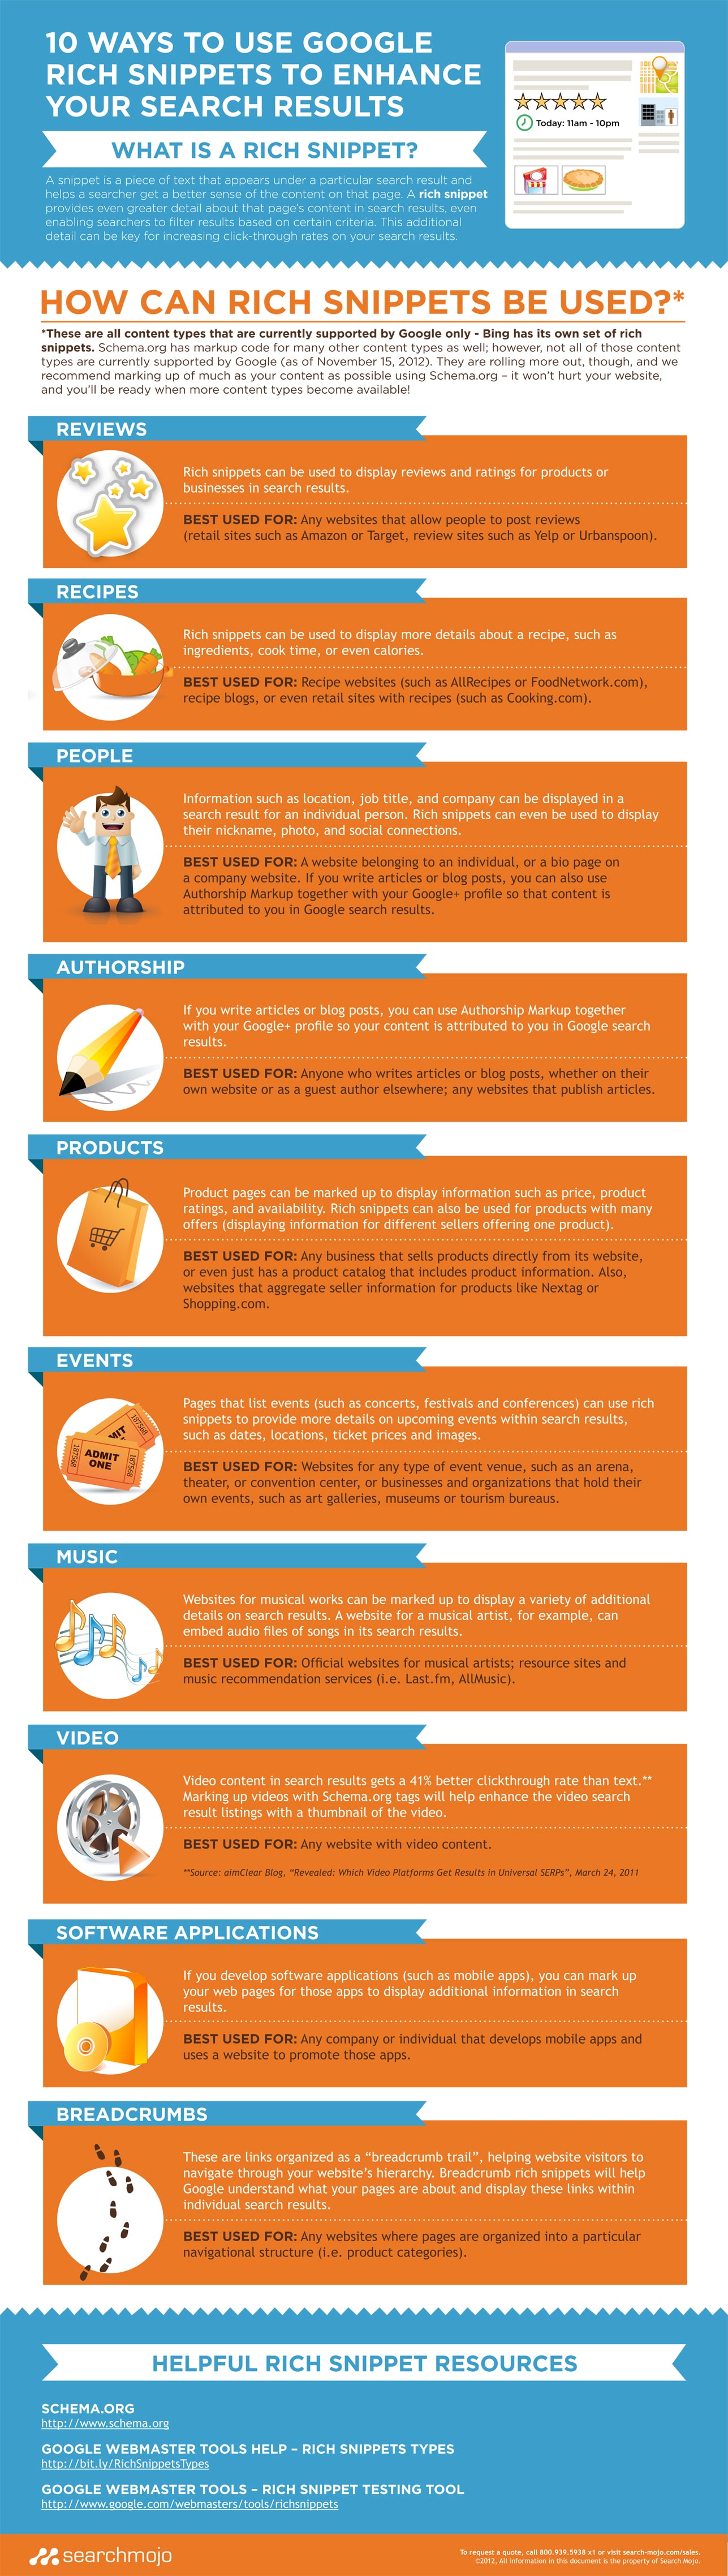 10 WAYS TO USE GOOGLE
RICH SNIPPETS TO ENHANCE
YOUR SEARCH RESULTS
WHAT IS A RICH SNIPPET?
A snippet is a piece of text that appears under a particular search result and
helps a searcher get a better sense of the content on that page. A rich snippet
provides even greater detail about that page's content in search results, even
enabling searchers to filter results based on certain criteria. This additional
detail can be key for increasing click-through rates on your search results.
Today: 11am - 10pm
HOW CAN RICH SNIPPETS BE USED?*
*These are all content types that are currently supported by Google only - Bing has its own set of rich
snippets. Schema.org has markup code for many other content types as well; however, not all of those content
types are currently supported by Google (as of November 15, 2012). They are rolling more out, though, and we
recommend marking up of much as your content as possible using Schema.org – it won't hurt your website,
and you'll be ready when more content types become available!
REVIEWS
Rich snippets can be used to display reviews and ratings for products or
businesses in search results.
BEST USED FOR: Any websites that allow people to post reviews
(retail sites such as Amazon or Target, review sites such as Yelp or Urbanspoon).
RECIPES
Rich snippets can be used to display more details about a recipe, such as
ingredients, cook time, or even calories.
BEST USED FOR: Recipe websites (such as AllRecipes or FoodNetwork.com),
recipe blogs, or even retail sites with recipes (such as Cooking.com).
PEOPLE
Information such as location, job title, and company can be displayed in a
search result for an individual person. Rich snippets can even be used to display
their nickname, photo, and social connections.
BEST USED FOR: A website belonging to an individual, or a bio page on
a company website. If you write articles or blog posts, you can also use
Authorship Markup together with your Google+ profile so that content is
attributed to you in Google search results.
AUTHORSHIP
If you write articles or blog posts, you can use Authorship Markup together
with your Google+ profile so your content is attributed to you in Google search
results.
BEST USED FOR: Anyone who writes articles or blog posts, whether on their
own website or as a guest author elsewhere; any websites that publish articles.
PRODUCTS
Product pages can be marked up to display information such as price, product
ratings, and availability. Rich snippets can also be used for products with many
offers (displaying information for different sellers offering one product).
BEST USED FOR: Any business that sells products directly from its website,
or even just has a product catalog that includes product information. Also,
websites that aggregate seller information for products like Nextag or
Shopping.com.
EVENTS
Pages that list events (such as concerts, festivals and conferences) can use rich
snippets to provide more details on upcoming events within search results,
such as dates, locations, ticket prices and images.
187568
MIT
187568
ADMIT
ONE
187568
BEST USED FOR: Websites for any type of event venue, such as an arena,
theater, or convention center, or businesses and organizations that hold their
own events, such as art galleries, museums or tourism bureaus.
MUSIC
Websites for musical works can be marked up to display a variety of additional
details on search results. A website for a musical artist, for example, can
embed audio files of songs in its search results.
BEST USED FOR: Official websites for musical artists; resource sites and
music recommendation services (i.e. Last.fm, AllMusic).
VIDEO
Video content in search results gets a 41% better clickthrough rate than text.**
Marking up videos with Schema.org tags will help enhance the video search
result listings with a thumbnail of the video.
BEST USED FOR: Any website with video content.
**Source: aimClear Blog, “Revealed: Which Video Platforms Get Results in Universal SERPs”, March 24, 2011
SOFTWARE APPLICATIONS
If you develop software applications (such as mobile apps), you can mark up
your web pages for those apps to display additional information in search
results.
BEST USED FOR: Any company or individual that develops mobile apps and
uses a website to promote those apps.
BREADCRUMBS
These are links organized as a “breadcrumb trail”, helping website visitors to
navigate through your website's hierarchy. Breadcrumb rich snippets will help
Google understand what your pages are about and display these links within
individual search results.
BEST USED FOR: Any websites where pages are organized into a particular
navigational structure (i.e. product categories).
HELPFUL RICH SNIPPET RESOURCES
SCHEMA.ORG
http://www.schema.org
GOOGLE WEBMASTER TOOLS HELP – RICH SNIPPETS TYPES
http://bit.ly/RichSnippetsTypes
GOOGLE WEBMASTER TOOLS – RICH SNIPPET TESTING TOOL
http://www.google.com/webmasters/tools/richsnippets
searchmojo
To request a quote, call 800.939.5938 x1 or visit search-mojo.com/sales.
©2012, All information in this document is the property of Search Mojo.